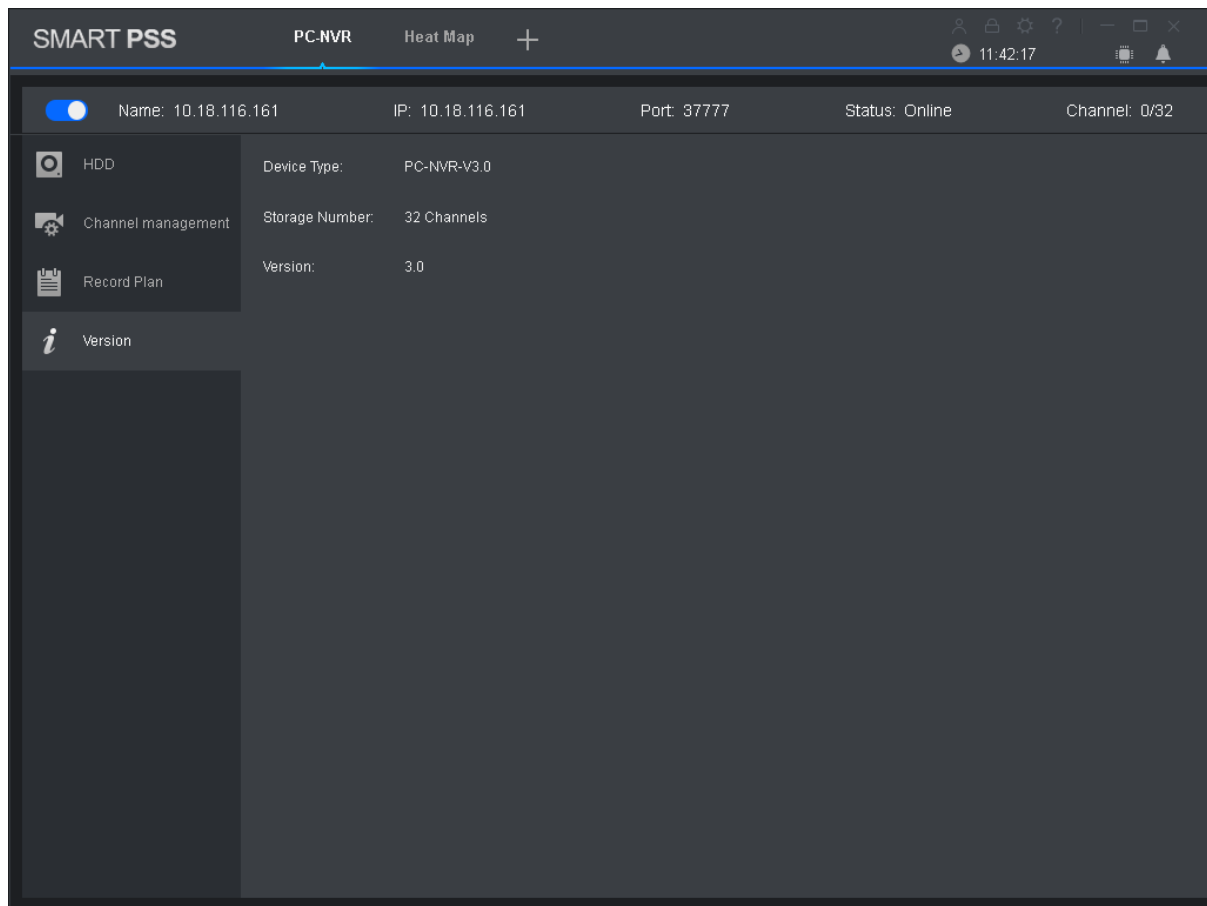 SMART PSS PC-NVR Heat Map
11:42:17
Name: 10.18.116.161 IP: 10.18.116.161 Port: 37777 Status: Online Channel: 0/32
HDD
Device Type: PC-NVR-V3.0
Channel management
Storage Number: 32 Channels
Version: 3.0
Record Plan
Version